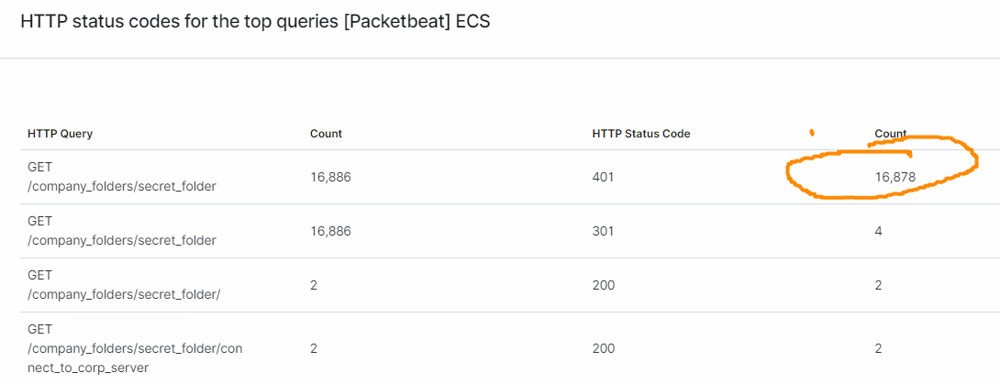 HTTP status codes for the top queries [Packetbeat] ECS
HTTP Query Count HTTP Status Code Count
GET
/company_folders/secret_folder 16,886 401 16,878
GET
/company_folders/secret_folder 16,886 301 4
GET
/company_folders/secret_folder/ 2 200 2
GET
/company_folders/secret_folder/con 2 200 2
nect_to_corp_server